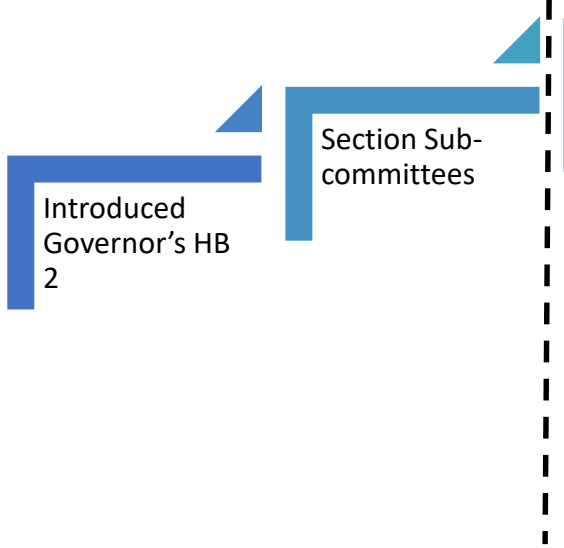 Section Sub-
committees
Introduced
Governor’s HB
2